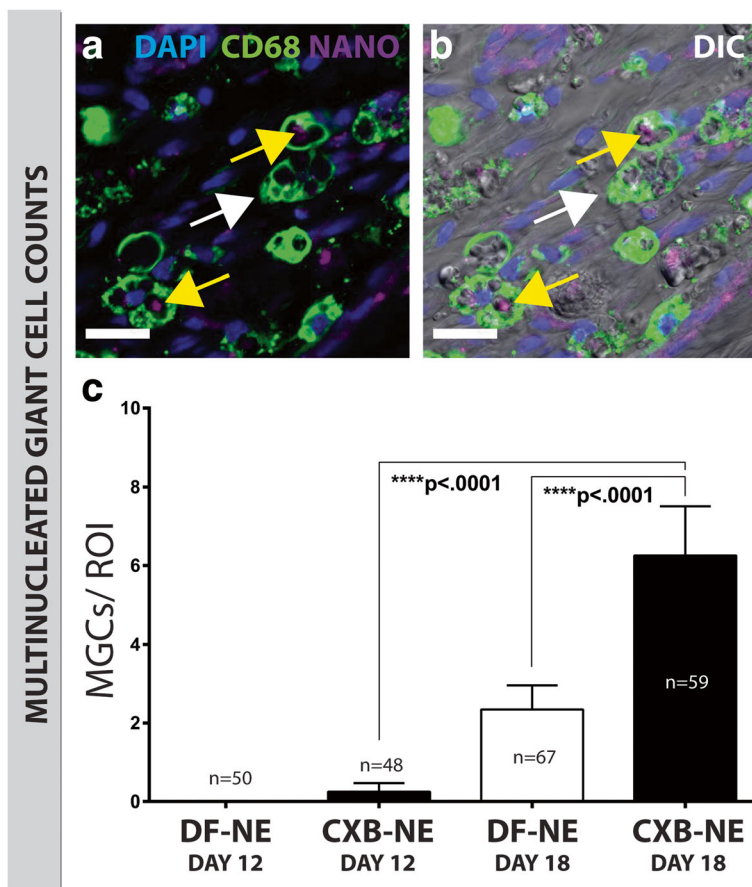 MULTINUCLEATED GIANT CELL COUNTS
a DAPI CD68 NANO
b DIC
c
10
8
6
4
2
0
MGCs/ ROI
****p<.0001
****p<.0001
n=50
n=48
n=67
n=59
DF-NE CXB-NE DF-NE CXB-NE
DAY 12 DAY 12 DAY 18 DAY 18